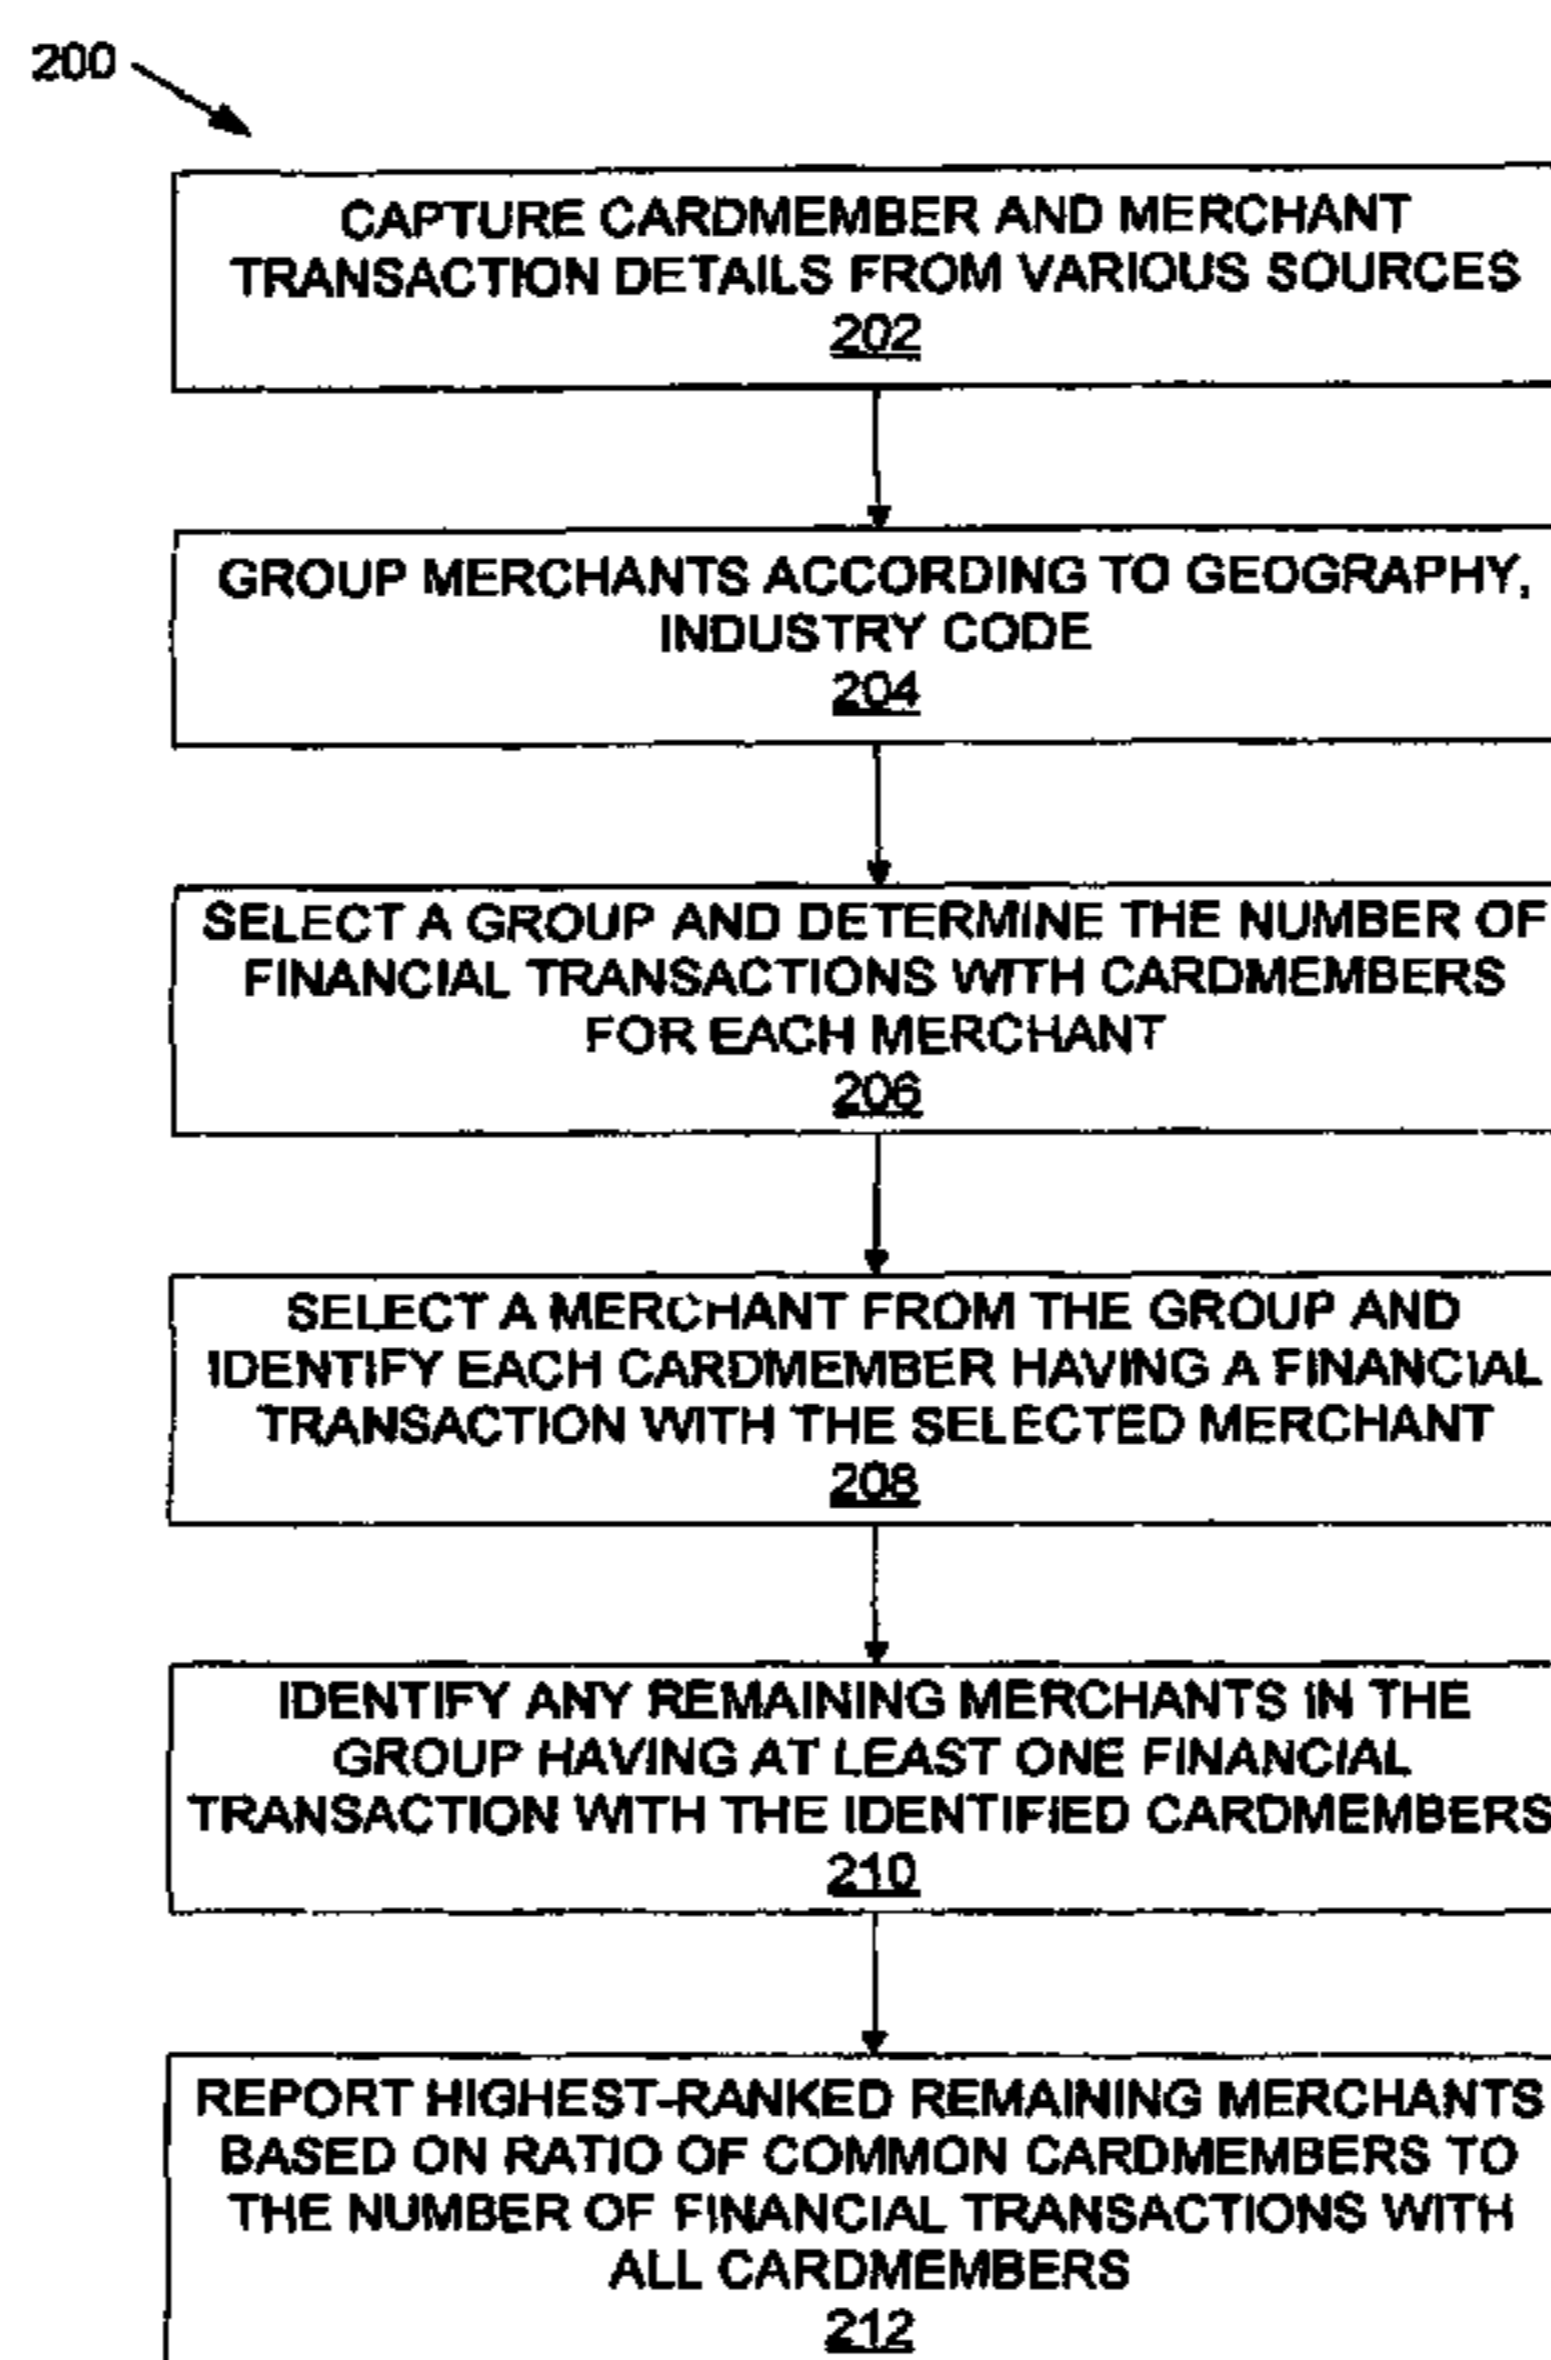 200
CAPTURE CARDMEMBER AND MERCHANT
TRANSACTION DETAILS FROM VARIOUS SOURCES
202
GROUP MERCHANTS ACCORDING TO GEOGRAPHY,
INDUSTRY CODE
204
SELECT A GROUP AND DETERMINE THE NUMBER OF
FINANCIAL TRANSACTIONS WITH CARDMEMBERS
FOR EACH MERCHANT
206
SELECT A MERCHANT FROM THE GROUP AND
IDENTIFY EACH CARDMEMBER HAVING A FINANCIAL
TRANSACTION WITH THE SELECTED MERCHANT
208
IDENTIFY ANY REMAINING MERCHANTS IN THE
GROUP HAVING AT LEAST ONE FINANCIAL
TRANSACTION WITH THE IDENTIFIED CARDMEMBERS
210
REPORT HIGHEST-RANKED REMAINING MERCHANTS
BASED ON RATIO OF COMMON CARDMEMBERS TO
THE NUMBER OF FINANCIAL TRANSACTIONS WITH
ALL CARDMEMBERS
212